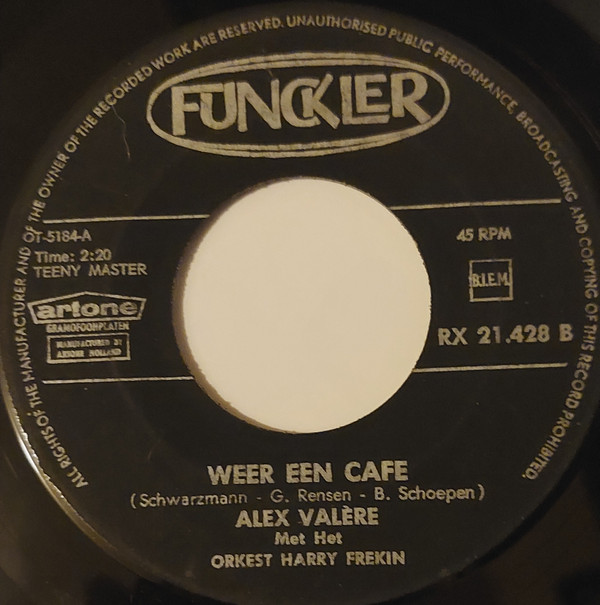 ALL RIGHTS OF THE MANUFACTURER AND OF THE OWNER OF THE RECORDED WORK ARE RESERVED. UNAUTHORISED PUBLIC PERFORMANCE, BROADCASTING AND COPYING OF THIS RECORD PROHIBITED.
FUNCKLER
OT-5184-A
Time: 2:20
TEENY MASTER
artone
GRAMOFOONPLATEN
MANUFACTURED BY
ARTONE HOLLAND
45 RPM
B.I.E.M.
RX 21.428 B
WEER EEN CAFE
(Schwarzmann - G. Rensen - B. Schoepen)
ALEX VALÈRE
Met Het
ORKEST HARRY FREKIN